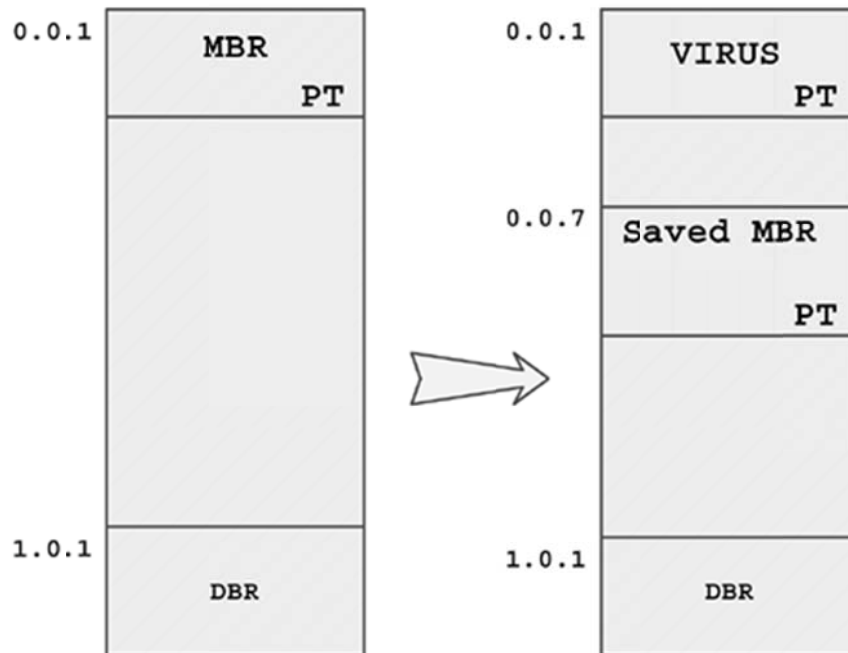 0.0.1
MBR
PT
1.0.1
DBR
0.0.1
VIRUS
PT
0.0.7
Saved MBR
PT
1.0.1
DBR